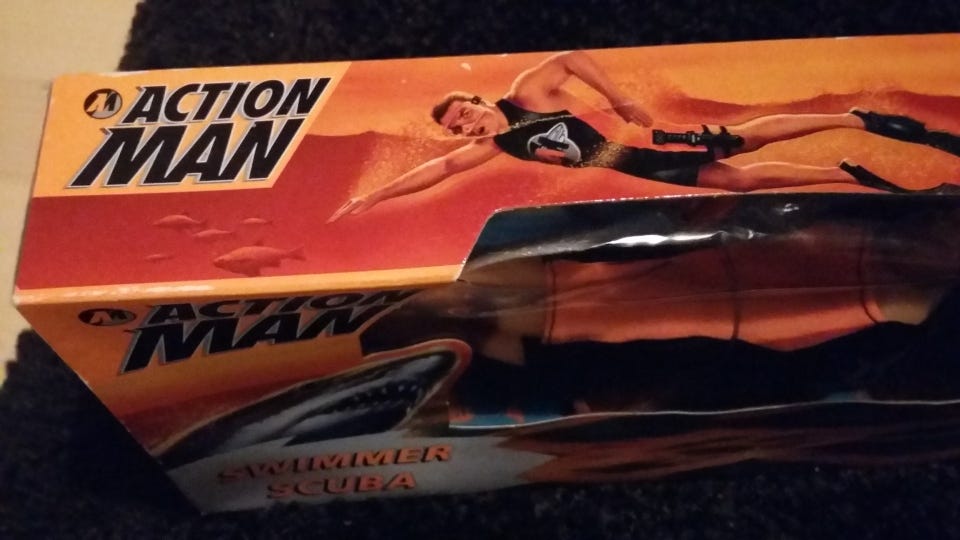 ACTION
MAN
ACTION
MAN
SWIMMER
SCUBA